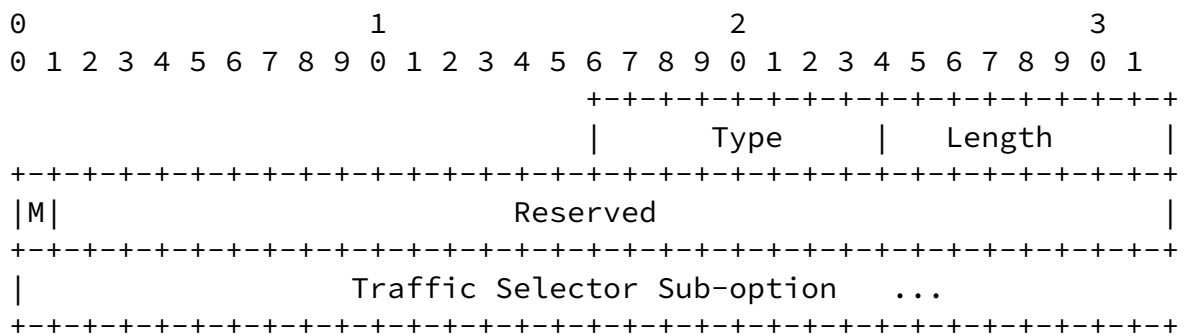 0                   1                   2                   3
0 1 2 3 4 5 6 7 8 9 0 1 2 3 4 5 6 7 8 9 0 1 2 3 4 5 6 7 8 9 0 1
                                +-+-+-+-+-+-+-+-+-+-+-+-+-+-+-+-+
                                |      Type     |   Length      |
+-+-+-+-+-+-+-+-+-+-+-+-+-+-+-+-+-+-+-+-+-+-+-+-+-+-+-+-+-+-+-+-+
|M|                         Reserved                            |
+-+-+-+-+-+-+-+-+-+-+-+-+-+-+-+-+-+-+-+-+-+-+-+-+-+-+-+-+-+-+-+-+
|                  Traffic Selector Sub-option   ...
+-+-+-+-+-+-+-+-+-+-+-+-+-+-+-+-+-+-+-+-+-+-+-+-+-+-+-+-+-+-+-+-+